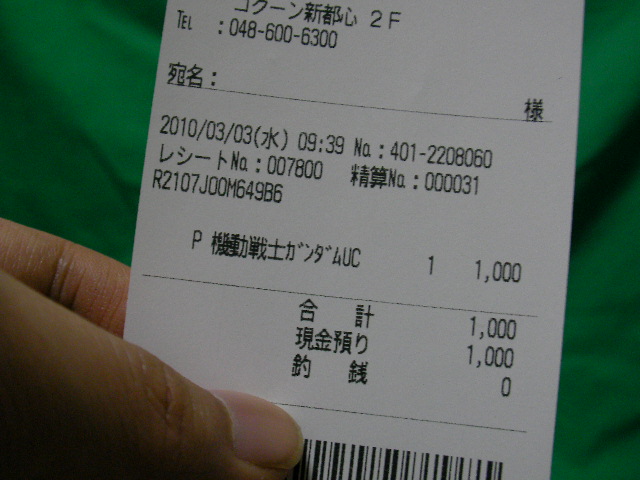 コクーン新都心 2F
TEL :048-600-6300
宛名:
様
2010/03/03(水) 09:39 No:401-2208060
レシートNo:007800 精算No:000031
R2107J00M649B6
P 機動戦士ガンダムUC 1 1,000
合 計 1,000
現金預り 1,000
釣 銭 0